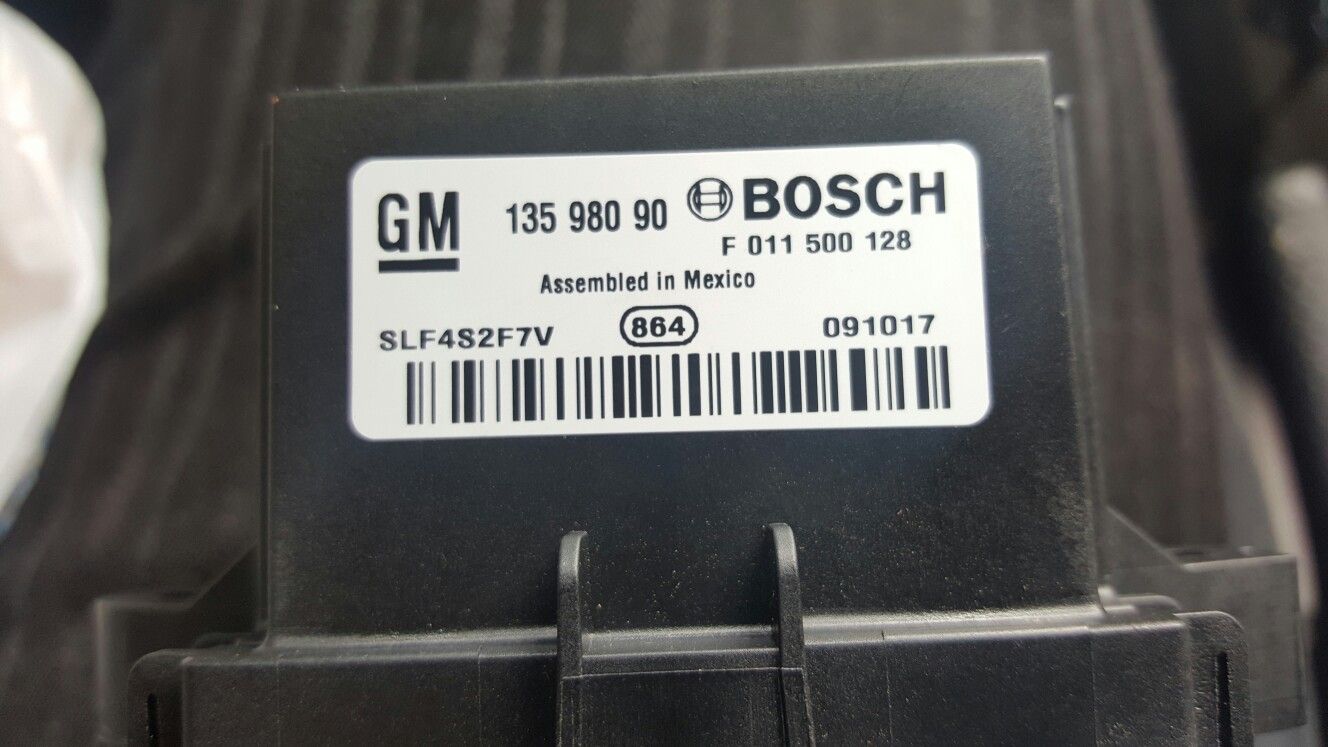 GM 135 980 90 BOSCH
F 011 500 128
Assembled in Mexico
SLF4S2F7V 864 091017